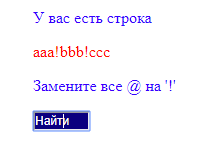 У вас есть строка
aaa!bbb!ccc
Замените все @ на '!'
Найти